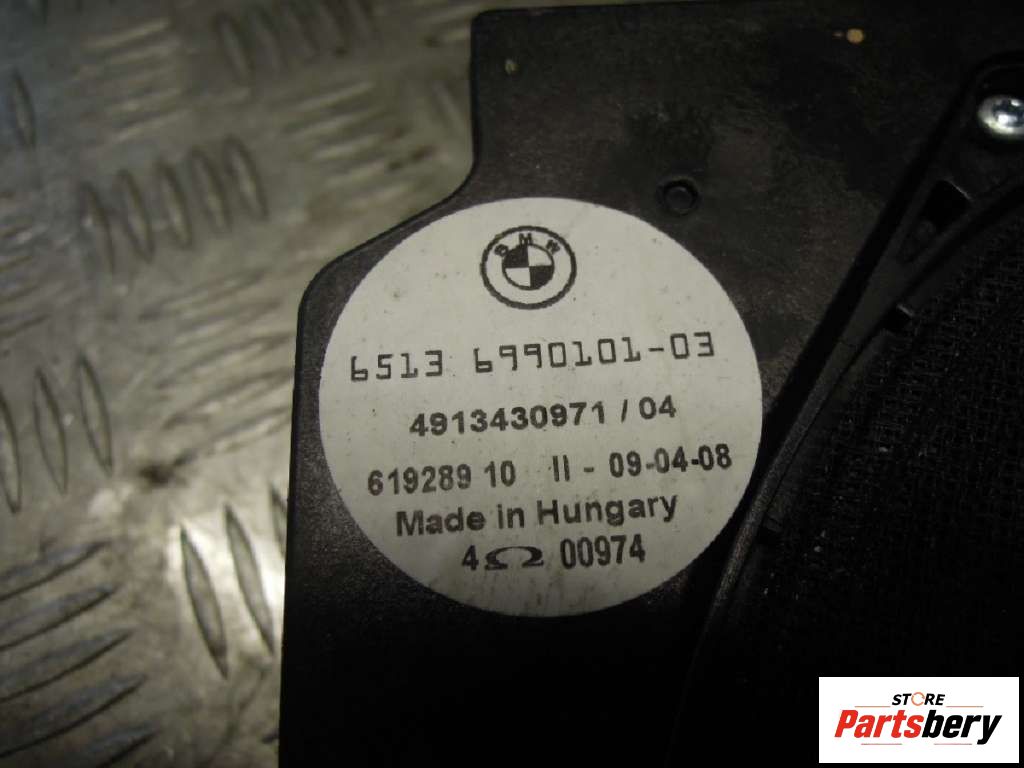 BMW
6513 6990101-03
4913430971 / 04
619289 10 II - 09-04-08
Made in Hungary
4Ω 00974
STORE
Partsbery